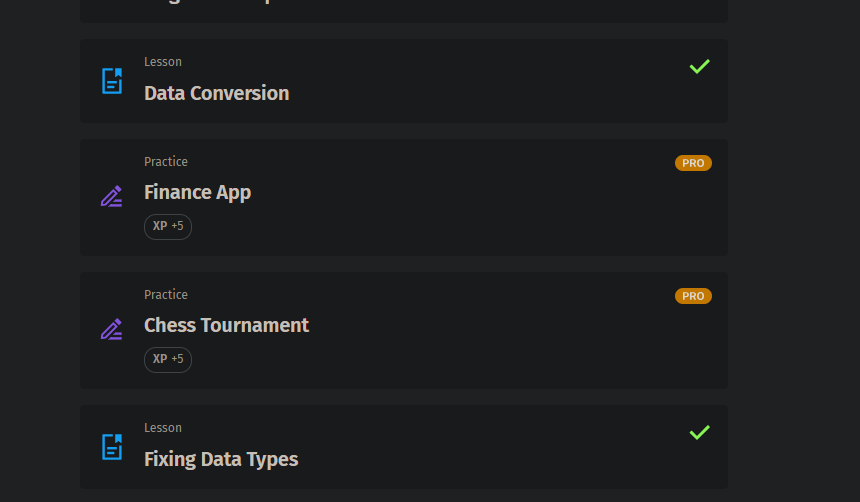 Lesson
Data Conversion
Practice
PRO
Finance App
XP +5
Practice
PRO
Chess Tournament
XP +5
Lesson
Fixing Data Types